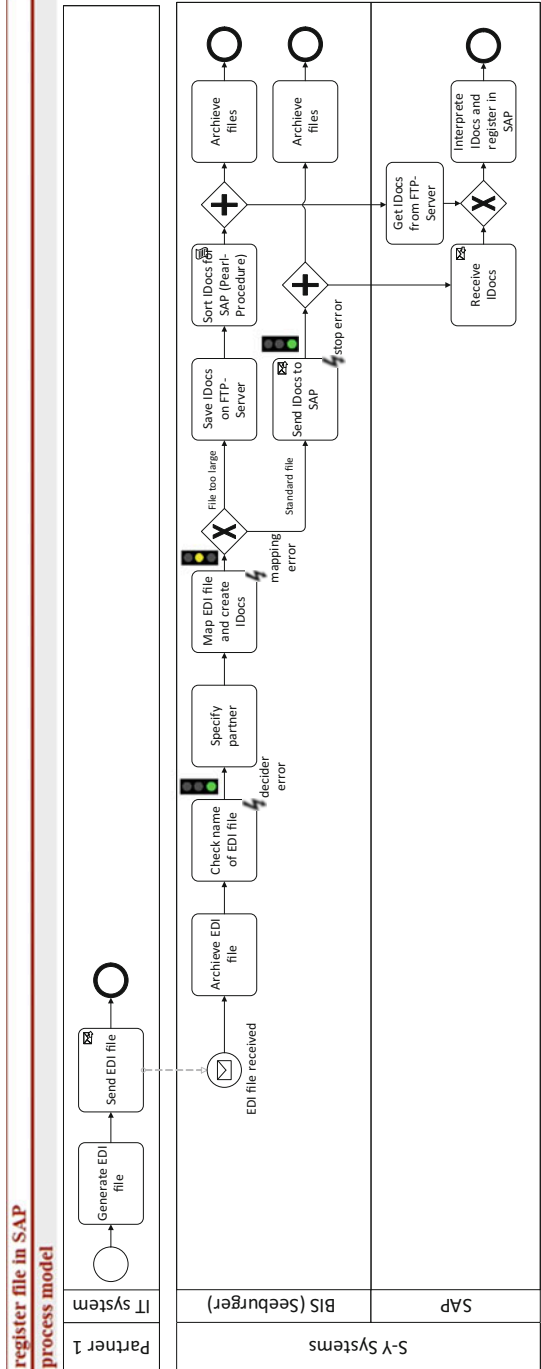 register file in SAP
process model
Partner 1
IT system
Generate EDI
file
Send EDI file
S-Y Systems
BIS (Seeburger)
EDI file received
Archieve EDI
file
Check name
of EDI file
decider
error
Specify
partner
Map EDI file
and create
IDocs
mapping
error
File too large
Standard file
Save IDocs
on FTP-
Server
Sort IDocs for
SAP (Pearl-
Procedure)
Archieve
files
Send IDocs to
SAP
stop error
Archieve
files
SAP
Receive
IDocs
Get IDocs
from FTP-
Server
Interprete
IDocs and
register in
SAP